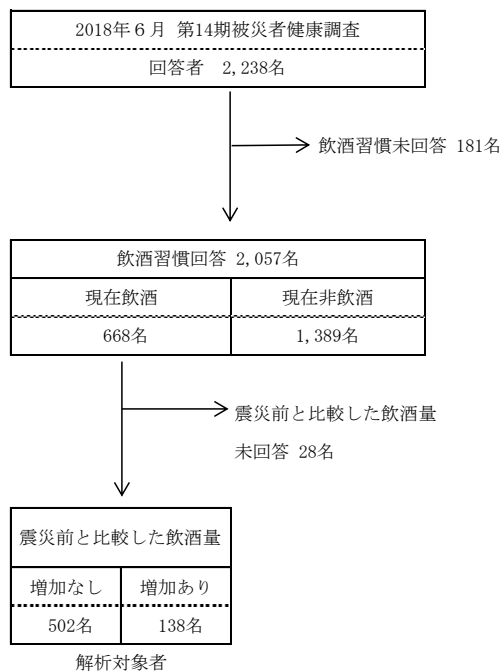 2018年６月 第14期被災者健康調査
回答者　2,238名
飲酒習慣未回答 181名
飲酒習慣回答 2,057名
現在飲酒
現在非飲酒
668名
1,389名
震災前と比較した飲酒量
未回答 28名
震災前と比較した飲酒量
増加なし
増加あり
502名
138名
解析対象者